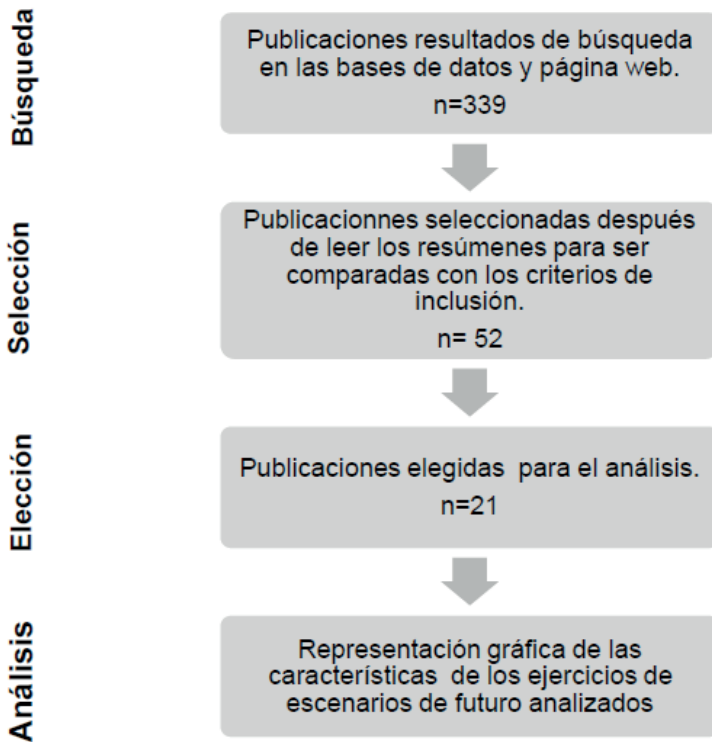 Búsqueda
Publicaciones resultados de búsqueda
en las bases de datos y página web.
n=339
Selección
Publicacionnes seleccionadas después
de leer los resúmenes para ser
comparadas con los criterios de
inclusión.
n= 52
Elección
Publicaciones elegidas  para el análisis.
n=21
Análisis
Representación gráfica de las
características  de los ejercicios de
escenarios de futuro analizados